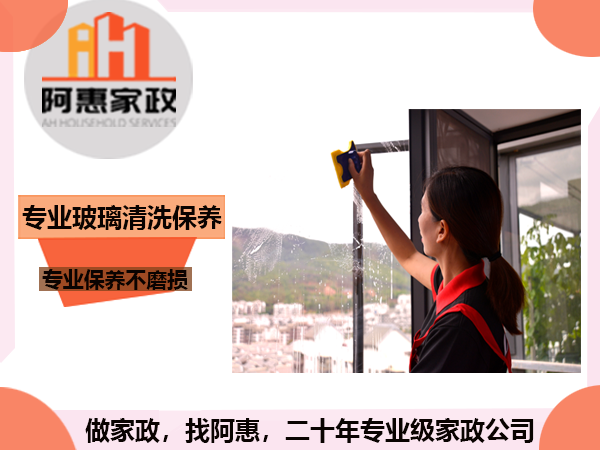 AH
阿惠家政
AH HOUSEHOLD SERVICES
专业玻璃清洗保养
专业保养不磨损
做家政，找阿惠，二十年专业级家政公司